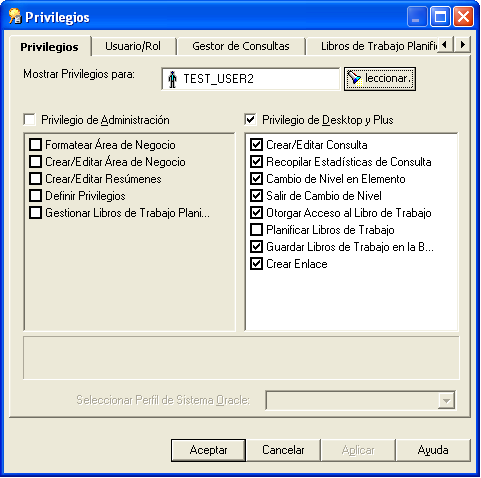 Privilegios
Privilegios Usuario/Rol Gestor de Consultas Libros de Trabajo Planifi
Mostrar Privilegios para: TEST_USER2 leccionar.
Privilegio de Administración
Privilegio de Desktop y Plus
Formatear Área de Negocio
Crear/Editar Área de Negocio
Crear/Editar Resúmenes
Definir Privilegios
Gestionar Libros de Trabajo Plani...
Crear/Editar Consulta
Recopilar Estadísticas de Consulta
Cambio de Nivel en Elemento
Salir de Cambio de Nivel
Otorgar Acceso al Libro de Trabajo
Planificar Libros de Trabajo
Guardar Libros de Trabajo en la B...
Crear Enlace
Seleccionar Perfil de Sistema Oracle:
Aceptar Cancelar Aplicar Ayuda